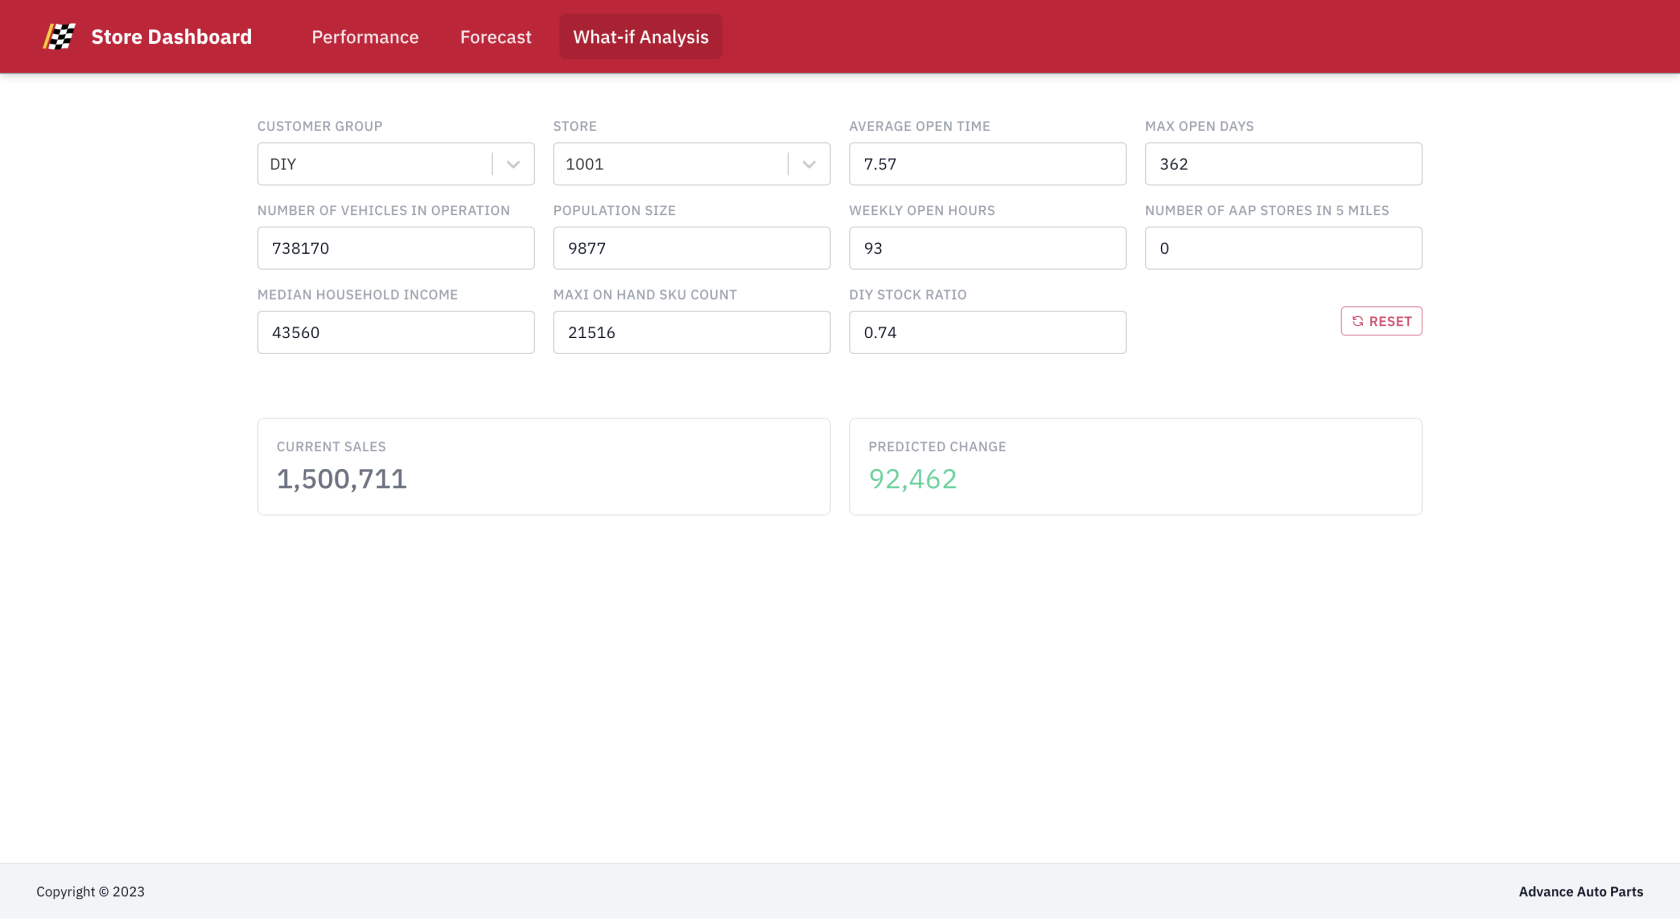 Store Dashboard
Performance
Forecast
What-if Analysis
CUSTOMER GROUP
DIY
STORE
1001
AVERAGE OPEN TIME
7.57
MAX OPEN DAYS
362
NUMBER OF VEHICLES IN OPERATION
738170
POPULATION SIZE
9877
WEEKLY OPEN HOURS
93
NUMBER OF AAP STORES IN 5 MILES
0
MEDIAN HOUSEHOLD INCOME
43560
MAXI ON HAND SKU COUNT
21516
DIY STOCK RATIO
0.74
RESET
CURRENT SALES
1,500,711
PREDICTED CHANGE
92,462
Copyright © 2023
Advance Auto Parts